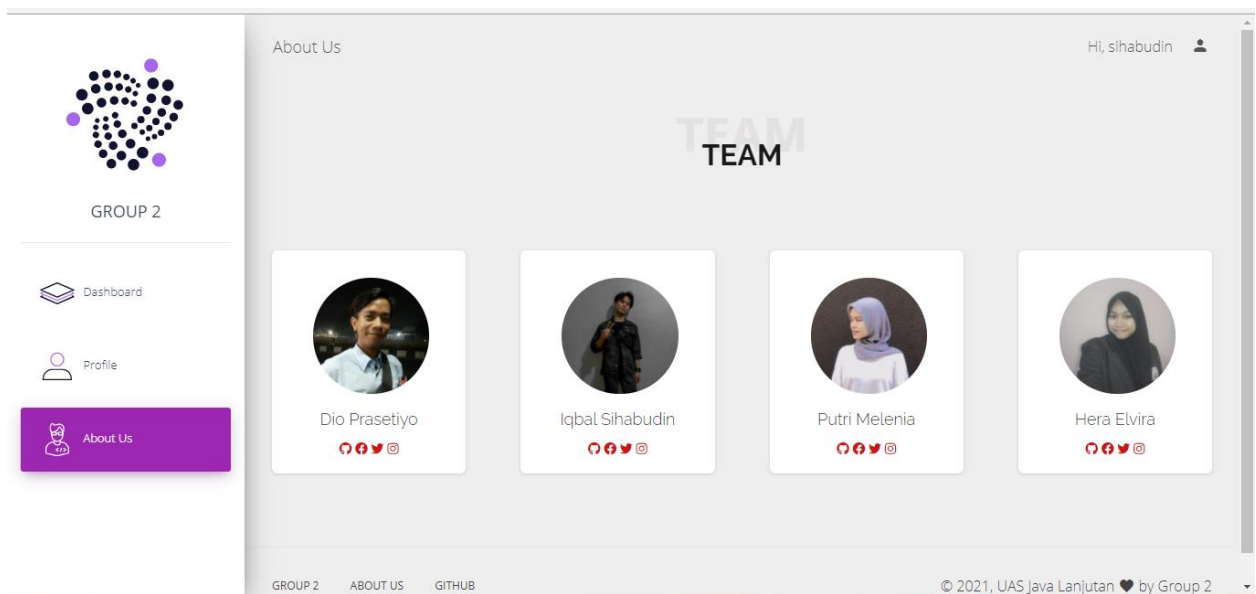 GROUP 2
Dashboard
Profile
About Us
About Us
Hi, sihabudin
TEAM
TEAM
Dio Prasetiyo
Iqbal Sihabudin
Putri Melenia
Hera Elvira
GROUP 2 ABOUT US GITHUB
© 2021, UAS Java Lanjutan ♥ by Group 2